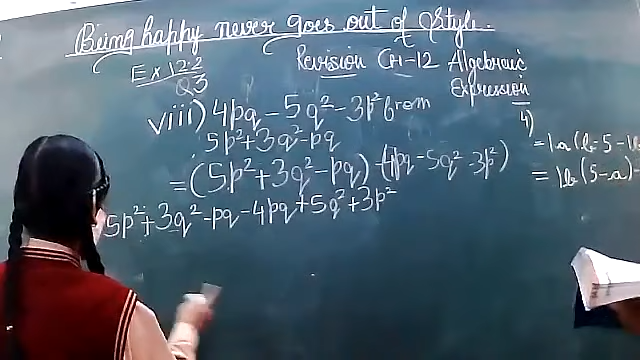 Being happy never goes out of Style.
Ex 12.2
Q3
Revision CH-12 Algebraic
Expression
viii) 4pq - 5q² - 3p² from
5p² + 3q² - pq
= (5p² + 3q² - pq) - (4pq - 5q² - 3p²)
5p² + 3q² - pq - 4pq + 5q² + 3p²
4)